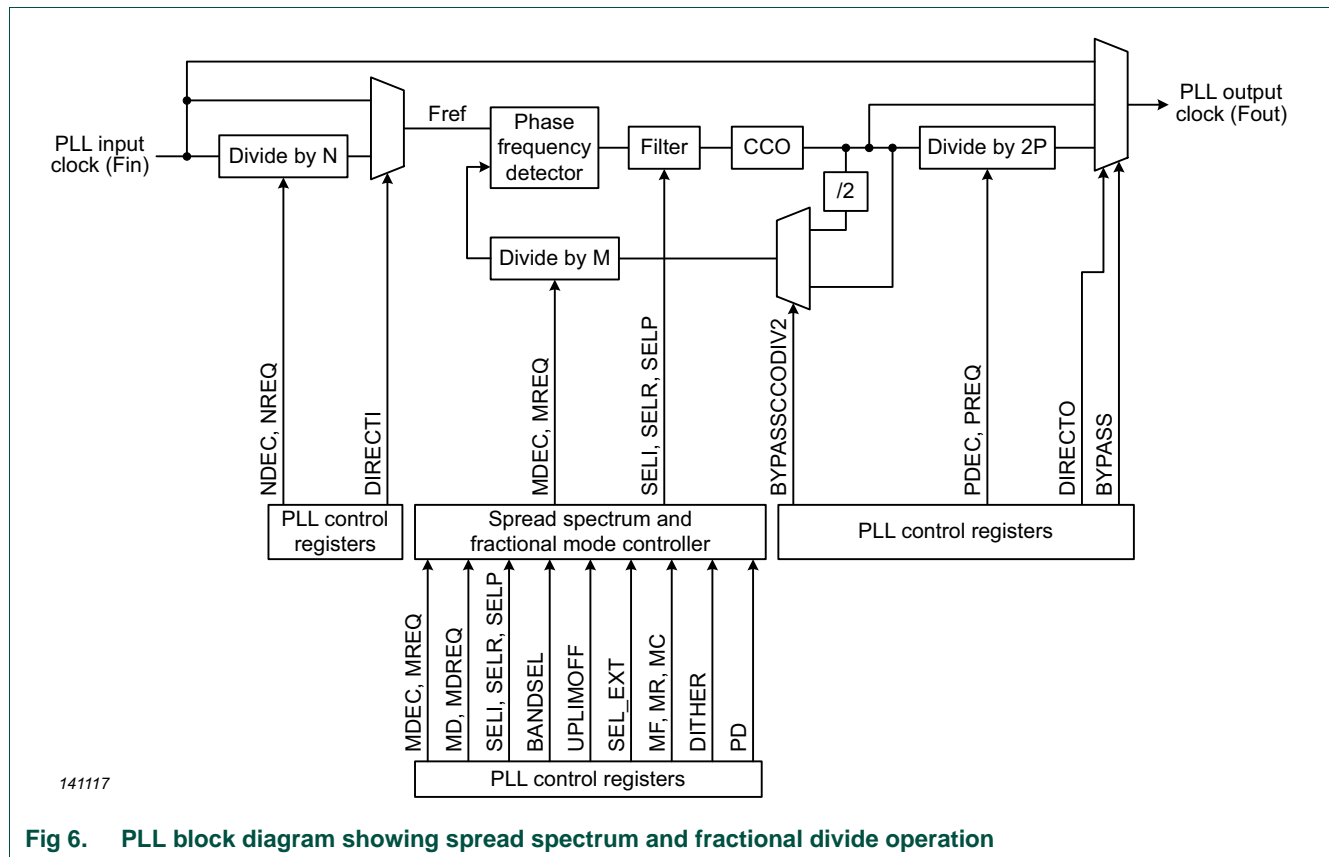 PLL input
clock (Fin)
Divide by N
Fref
Phase
frequency
detector
Filter
CCO
/2
Divide by 2P
PLL output
clock (Fout)
Divide by M
NDEC, NREQ
DIRECTI
MDEC, MREQ
SELI, SELR, SELP
BYPASSCCODIV2
PDEC, PREQ
DIRECTO
BYPASS
PLL control
registers
Spread spectrum and
fractional mode controller
PLL control registers
MDEC, MREQ
MD, MDREQ
SELI, SELR, SELP
BANDSEL
UPLIMOFF
SEL_EXT
MF, MR, MC
DITHER
PD
PLL control registers
141117
Fig 6. PLL block diagram showing spread spectrum and fractional divide operation